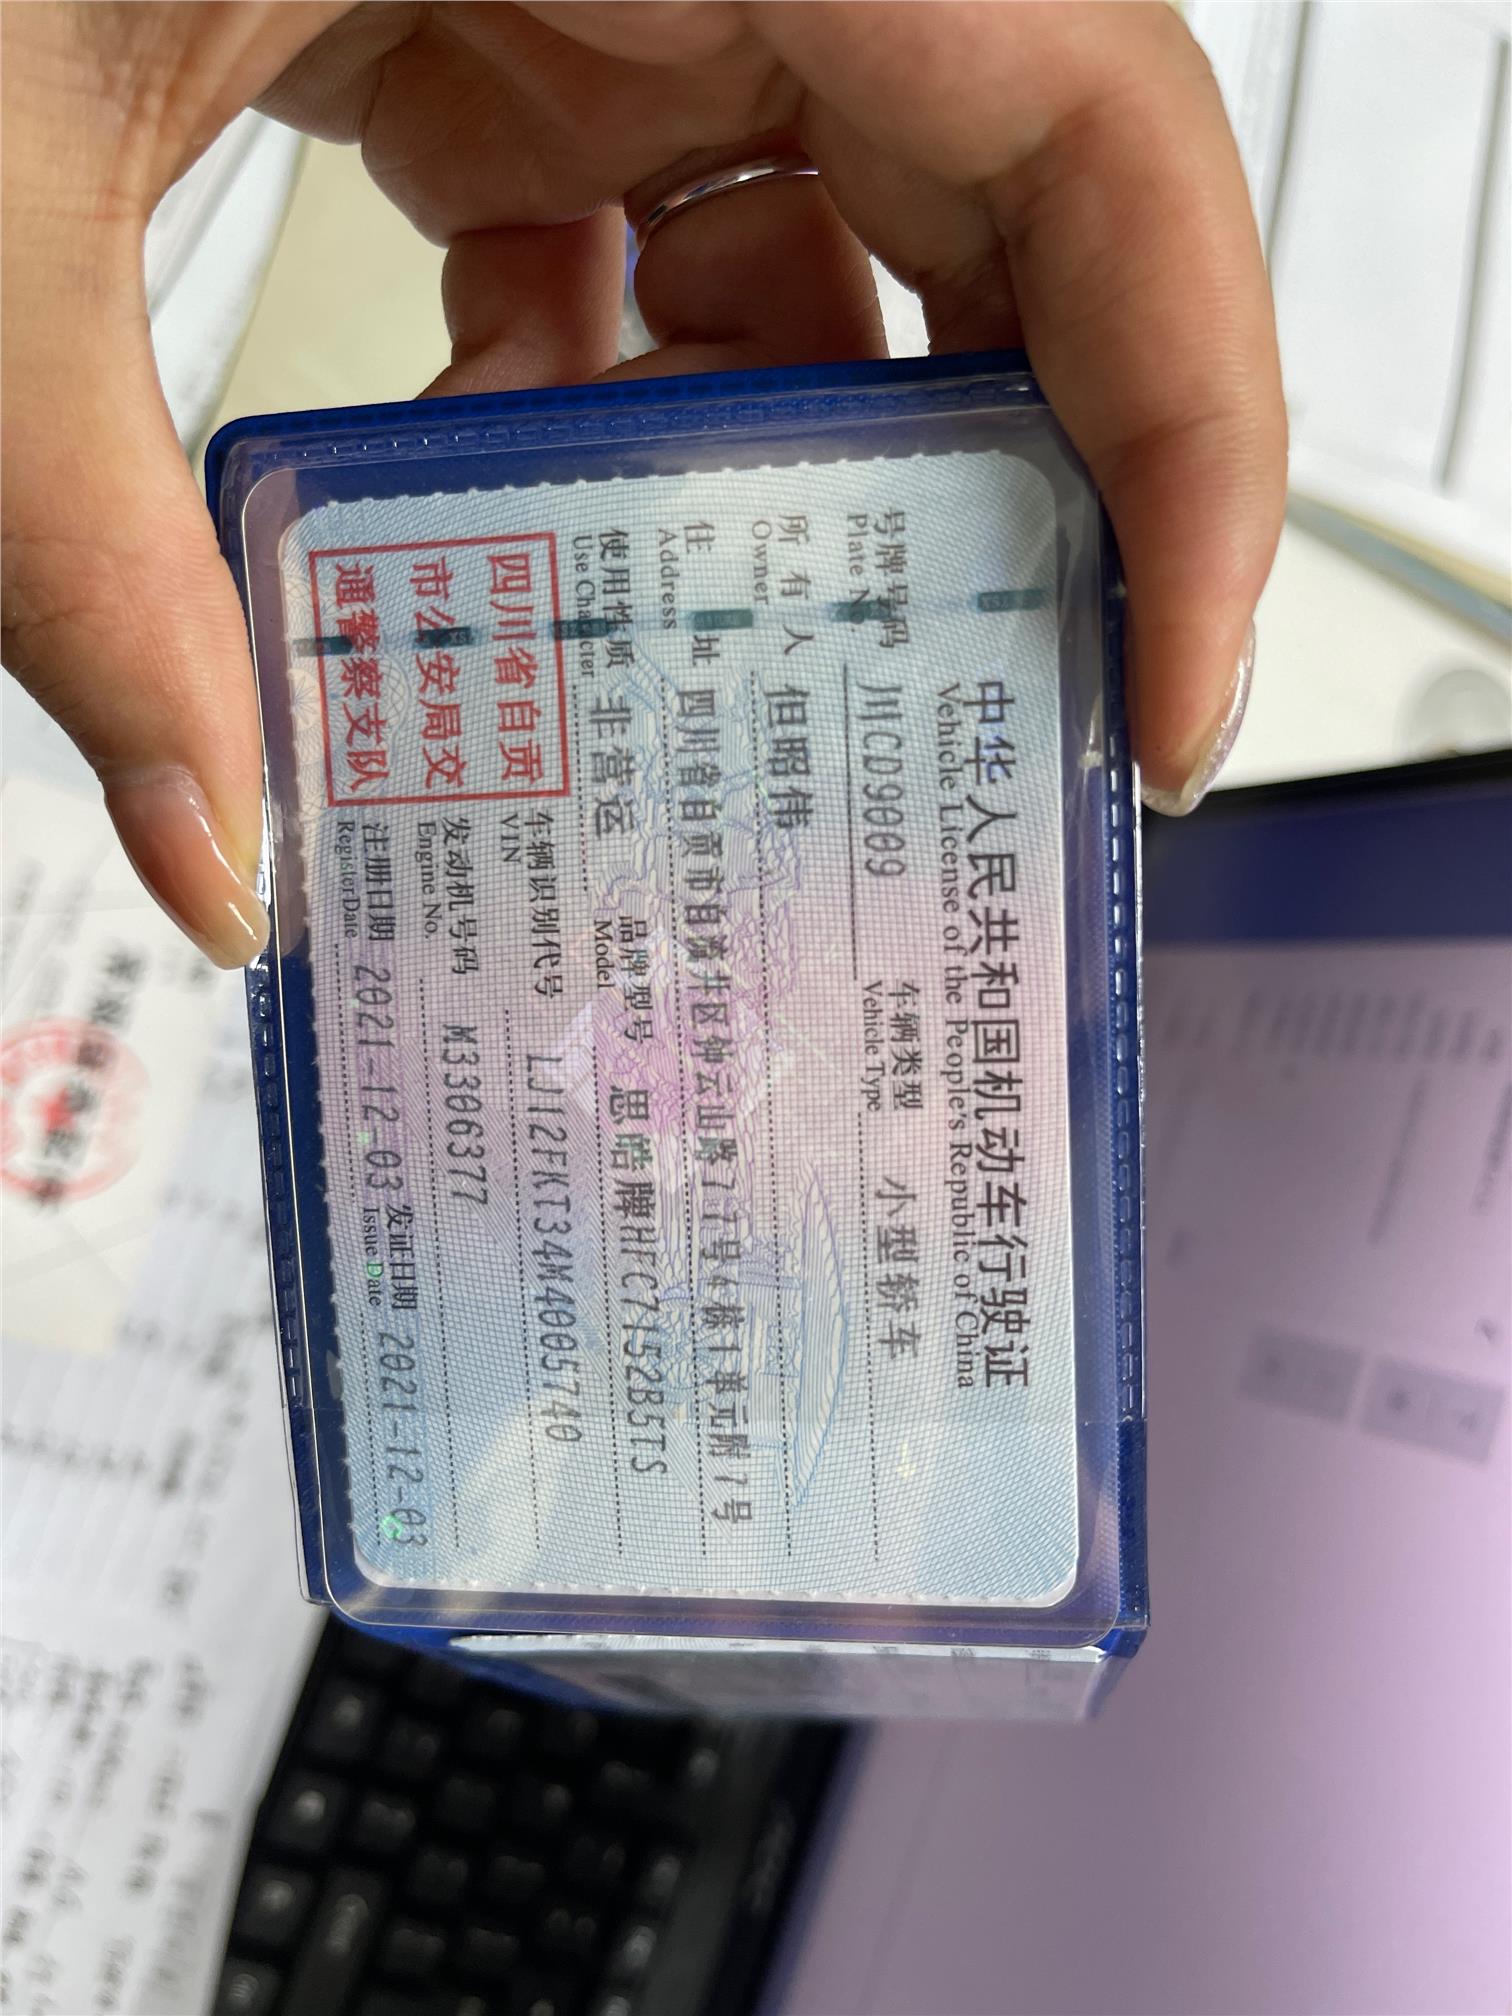 中华人民共和国机动车行驶证
Vehicle License of the People's Republic of China
号牌号码 川CD9009 车辆类型 小型轿车
Plate No. Vehicle Type
所有人 但昭伟
Owner
住址 四川省自贡市自流井区钟云山路77号4栋1单元附7号
Address
使用性质 非营运 品牌型号 思皓牌HFC7152B5TS
Use Character Model
四川省自贡
市公安局交
通警察支队
车辆识别代号 LJ12FKT34M4005740
VIN
发动机号码 M3306377
Engine No.
注册日期 2021-12-03 发证日期 2021-12-03
Register Date Issue Date